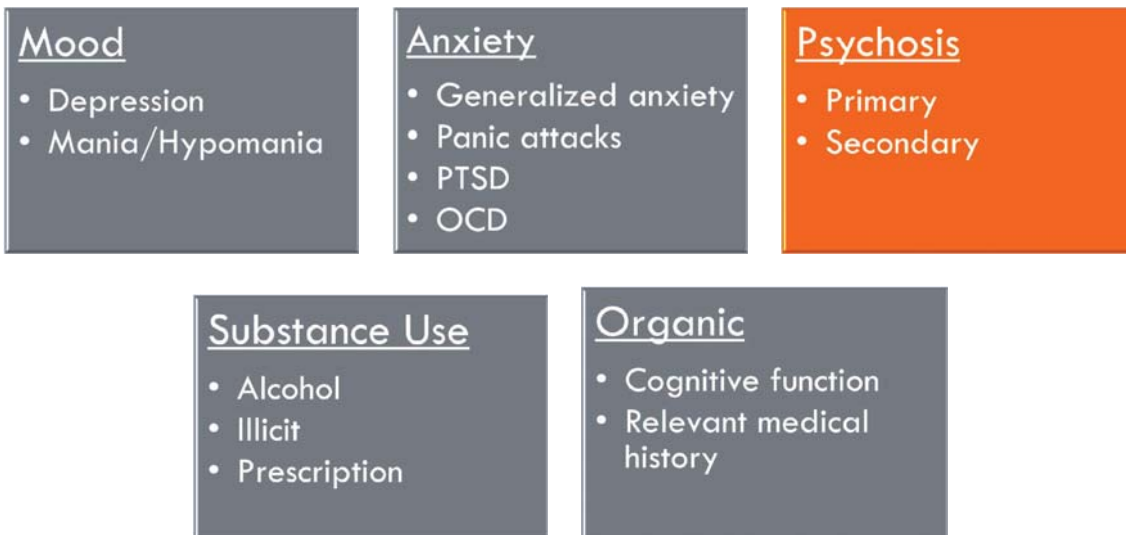 Mood
• Depression
• Mania/Hypomania
Anxiety
• Generalized anxiety
• Panic attacks
• PTSD
• OCD
Psychosis
• Primary
• Secondary
Substance Use
• Alcohol
• Illicit
• Prescription
Organic
• Cognitive function
• Relevant medical
history